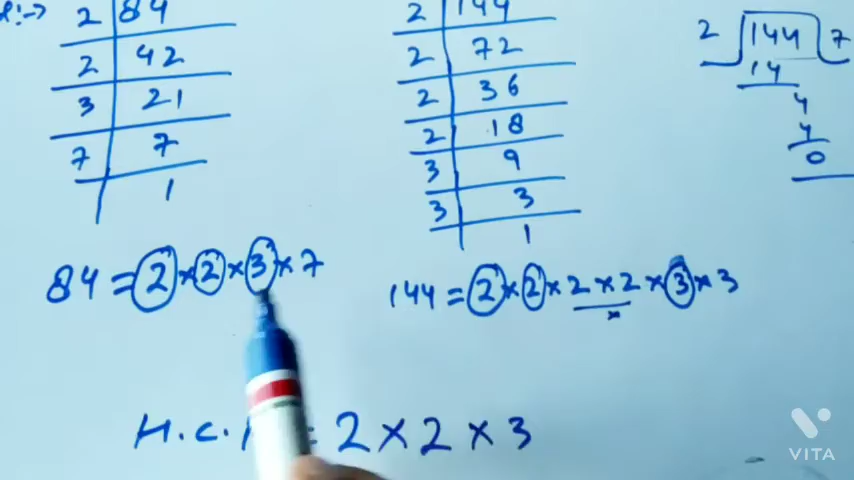 2 | 84
2 | 42
3 | 21
7 | 7
1
2 | 144
2 | 72
2 | 36
2 | 18
3 | 9
3 | 3
1
2 ) 144 ( 7
14
4
4
0
84 = 2 × 2 × 3 × 7
144 = 2 × 2 × 2 × 2 × 3 × 3
×
H.C. = 2 × 2 × 3
VITA